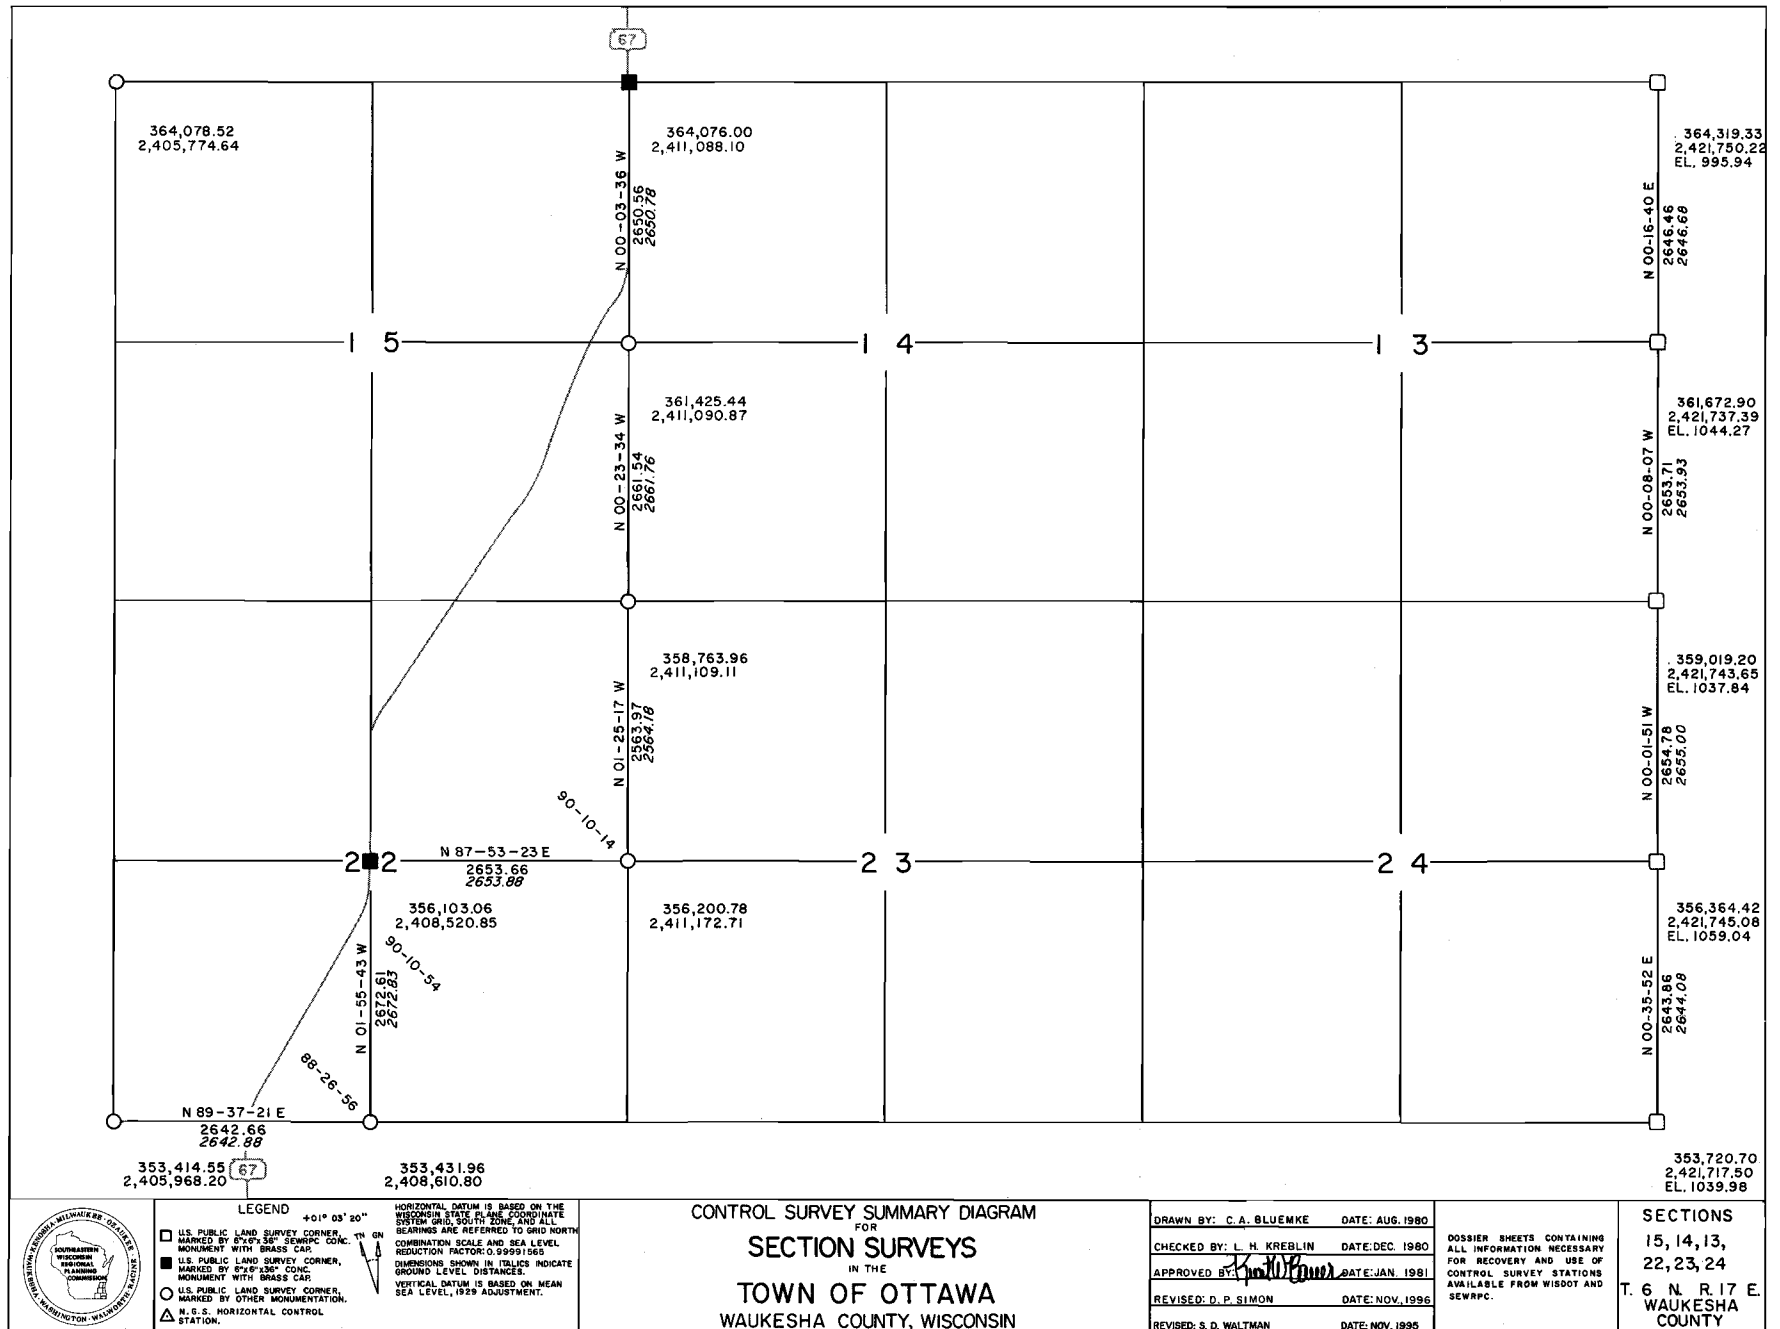 67
364,078.52
2,405,774.64
364,076.00
2,411,088.10
364,319.33
2,421,750.22
EL. 995.94
N 00-03-36 W
2650.56
2650.78
N 00-16-40 E
2646.46
2646.68
15
14
13
361,425.44
2,411,090.87
361,672.90
2,421,737.39
EL. 1044.27
N 00-23-34 W
2661.54
2661.76
N 00-08-07 W
2653.71
2653.93
358,763.96
2,411,109.11
359,019.20
2,421,743.65
EL. 1037.84
N 01-25-17 W
2563.97
2564.18
N 00-01-51 W
2654.78
2655.00
90-10-14
22
N 87-53-23 E
2653.66
2653.88
23
24
356,103.06
2,408,520.85
356,200.78
2,411,172.71
356,364.42
2,421,745.08
EL. 1059.04
N 01-55-43 W
2672.61
2672.83
90-10-54
N 00-35-52 E
2643.86
2644.08
88-26-56
N 89-37-21 E
2642.66
2642.88
353,414.55
2,405,968.20
67
353,431.96
2,408,610.80
353,720.70
2,421,717.50
EL. 1039.98
KENOSHA · MILWAUKEE · OZAUKEE · RACINE · WALWORTH · WASHINGTON · WAUKESHA
SOUTHEASTERN
WISCONSIN
REGIONAL
PLANNING
COMMISSION
LEGEND
U.S. PUBLIC LAND SURVEY CORNER,
MARKED BY 6"x6"x36" SEWRPC CONC.
MONUMENT WITH BRASS CAP.
U.S. PUBLIC LAND SURVEY CORNER,
MARKED BY 6"x6"x36" CONC.
MONUMENT WITH BRASS CAP.
U.S. PUBLIC LAND SURVEY CORNER,
MARKED BY OTHER MONUMENTATION.
N.G.S. HORIZONTAL CONTROL
STATION.
+01° 03' 20"
TN GN
HORIZONTAL DATUM IS BASED ON THE
WISCONSIN STATE PLANE COORDINATE
SYSTEM GRID, SOUTH ZONE, AND ALL
BEARINGS ARE REFERRED TO GRID NORTH
COMBINATION SCALE AND SEA LEVEL
REDUCTION FACTOR: 0.99991565
DIMENSIONS SHOWN IN ITALICS INDICATE
GROUND LEVEL DISTANCES.
VERTICAL DATUM IS BASED ON MEAN
SEA LEVEL, 1929 ADJUSTMENT.
CONTROL SURVEY SUMMARY DIAGRAM
FOR
SECTION SURVEYS
IN THE
TOWN OF OTTAWA
WAUKESHA COUNTY, WISCONSIN
DRAWN BY: C.A. BLUEMKE DATE: AUG. 1980
CHECKED BY: L. H. KREBLIN DATE: DEC. 1980
APPROVED BY: DATE: JAN. 1981
REVISED: D. P. SIMON DATE: NOV., 1996
REVISED: S. D. WALTMAN DATE: NOV. 1995
DOSSIER SHEETS CONTAINING
ALL INFORMATION NECESSARY
FOR RECOVERY AND USE OF
CONTROL SURVEY STATIONS
AVAILABLE FROM WISDOT AND
SEWRPC.
SECTIONS
15, 14, 13,
22, 23, 24
T. 6 N. R. 17 E.
WAUKESHA
COUNTY